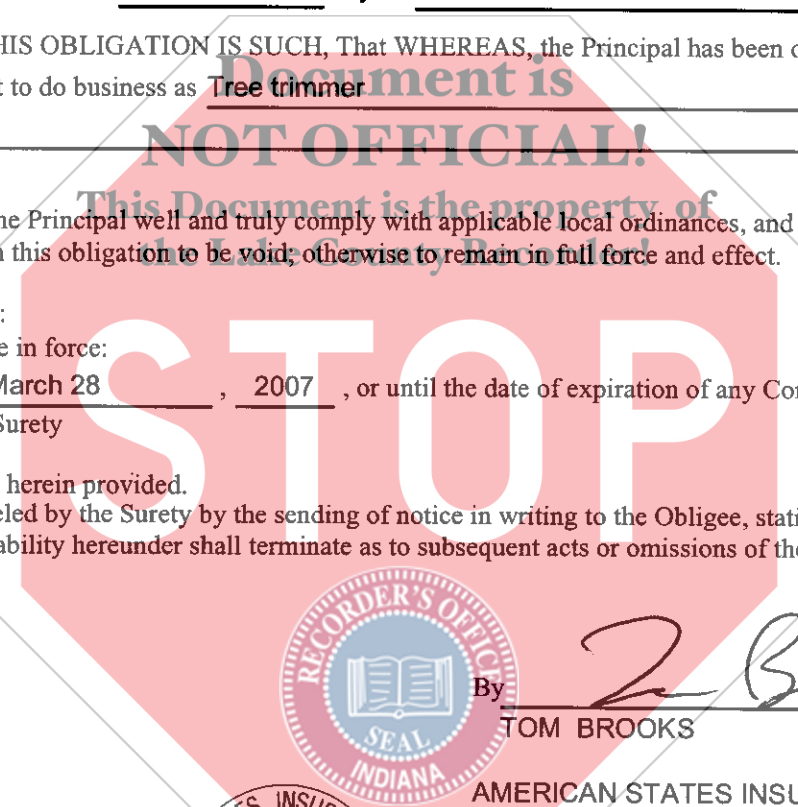 HIS OBLIGATION IS SUCH, That WHEREAS, the Principal has been
Document is
t to do business as Tree trimmer
NOT OFFICIAL!
This Document is the property of
he Principal well and truly comply with applicable local ordinances, and
the Lake County Recorder!
this obligation to be void; otherwise to remain in full force and effect.
:
e in force:
March 28 , 2007 , or until the date of expiration of any Con
Surety
STOP
herein provided.
eled by the Surety by the sending of notice in writing to the Obligee, stati
ability hereunder shall terminate as to subsequent acts or omissions of the
RECORDER'S OFFICE
SEAL
INDIANA
By
TOM BROOKS
AMERICAN STATES INSU
INSU